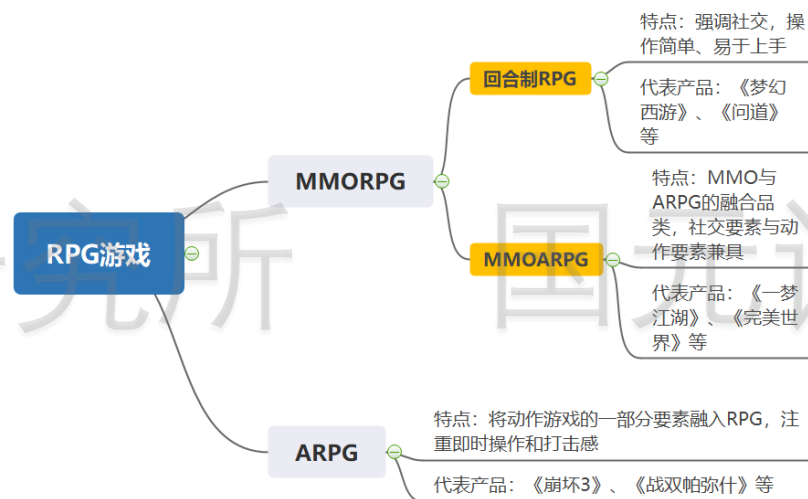 特点：强调社交，操
作简单、易于上手
回合制RPG
代表产品：《梦幻
西游》、《问道》
等
MMORPG
特点：MMO与
ARPG的融合品
类，社交要素与动
作要素兼具
RPG游戏
MMOARPG
代表产品：《一梦
江湖》、《完美世
界》等
特点：将动作游戏的一部分要素融入RPG，注
重即时操作和打击感
ARPG
代表产品：《崩坏3》、《战双帕弥什》等
究所
国元